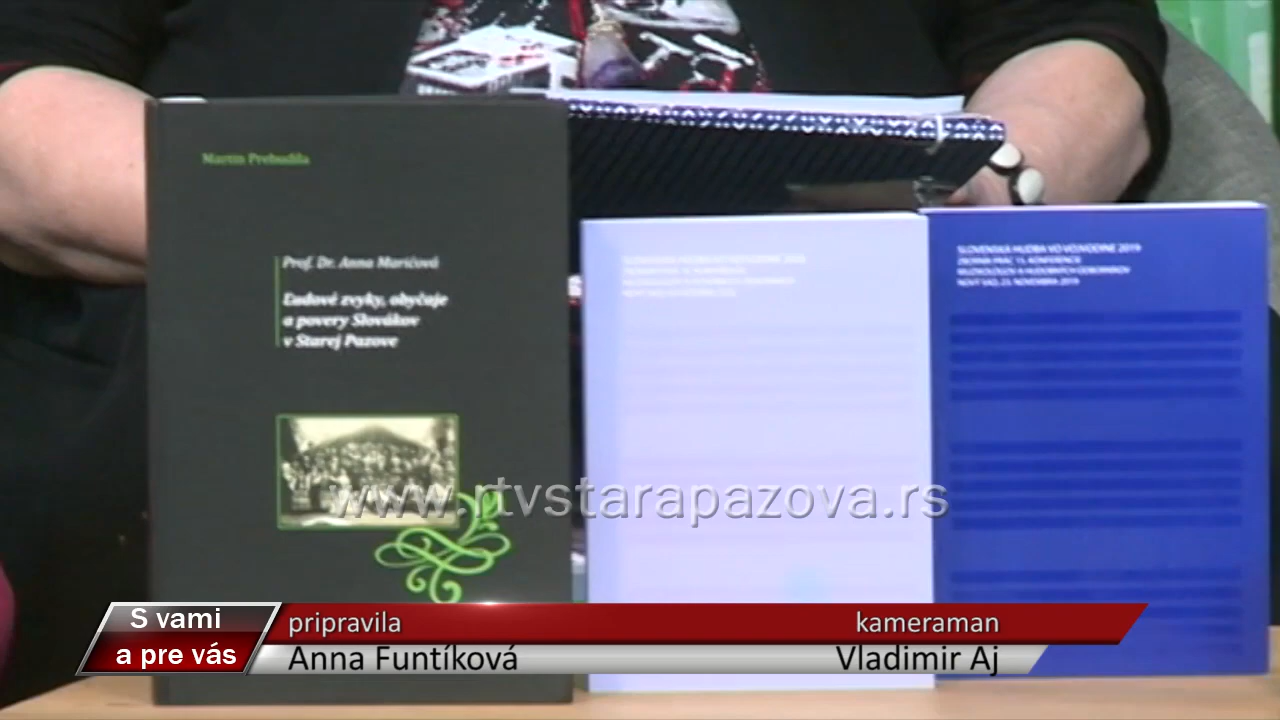 Martin Prebudila
Prof. Dr. Anna Marićová
Ľudové zvyky, obyčaje
a povery Slovákov
v Starej Pazove
SLOVENSKÁ HUDBA VO VOJVODINE 2019
ZBORNÍK PRÁC 15. KONFERENCIE
MUZIKOLÓGOV A HUDOBNÝCH ODBORNÍKOV
NOVÝ SAD, 23. NOVEMBRA 2019
www.rtvstarapazova.rs
S vami
a pre vás
pripravila
kameraman
Anna Funtíková
Vladimir Aj